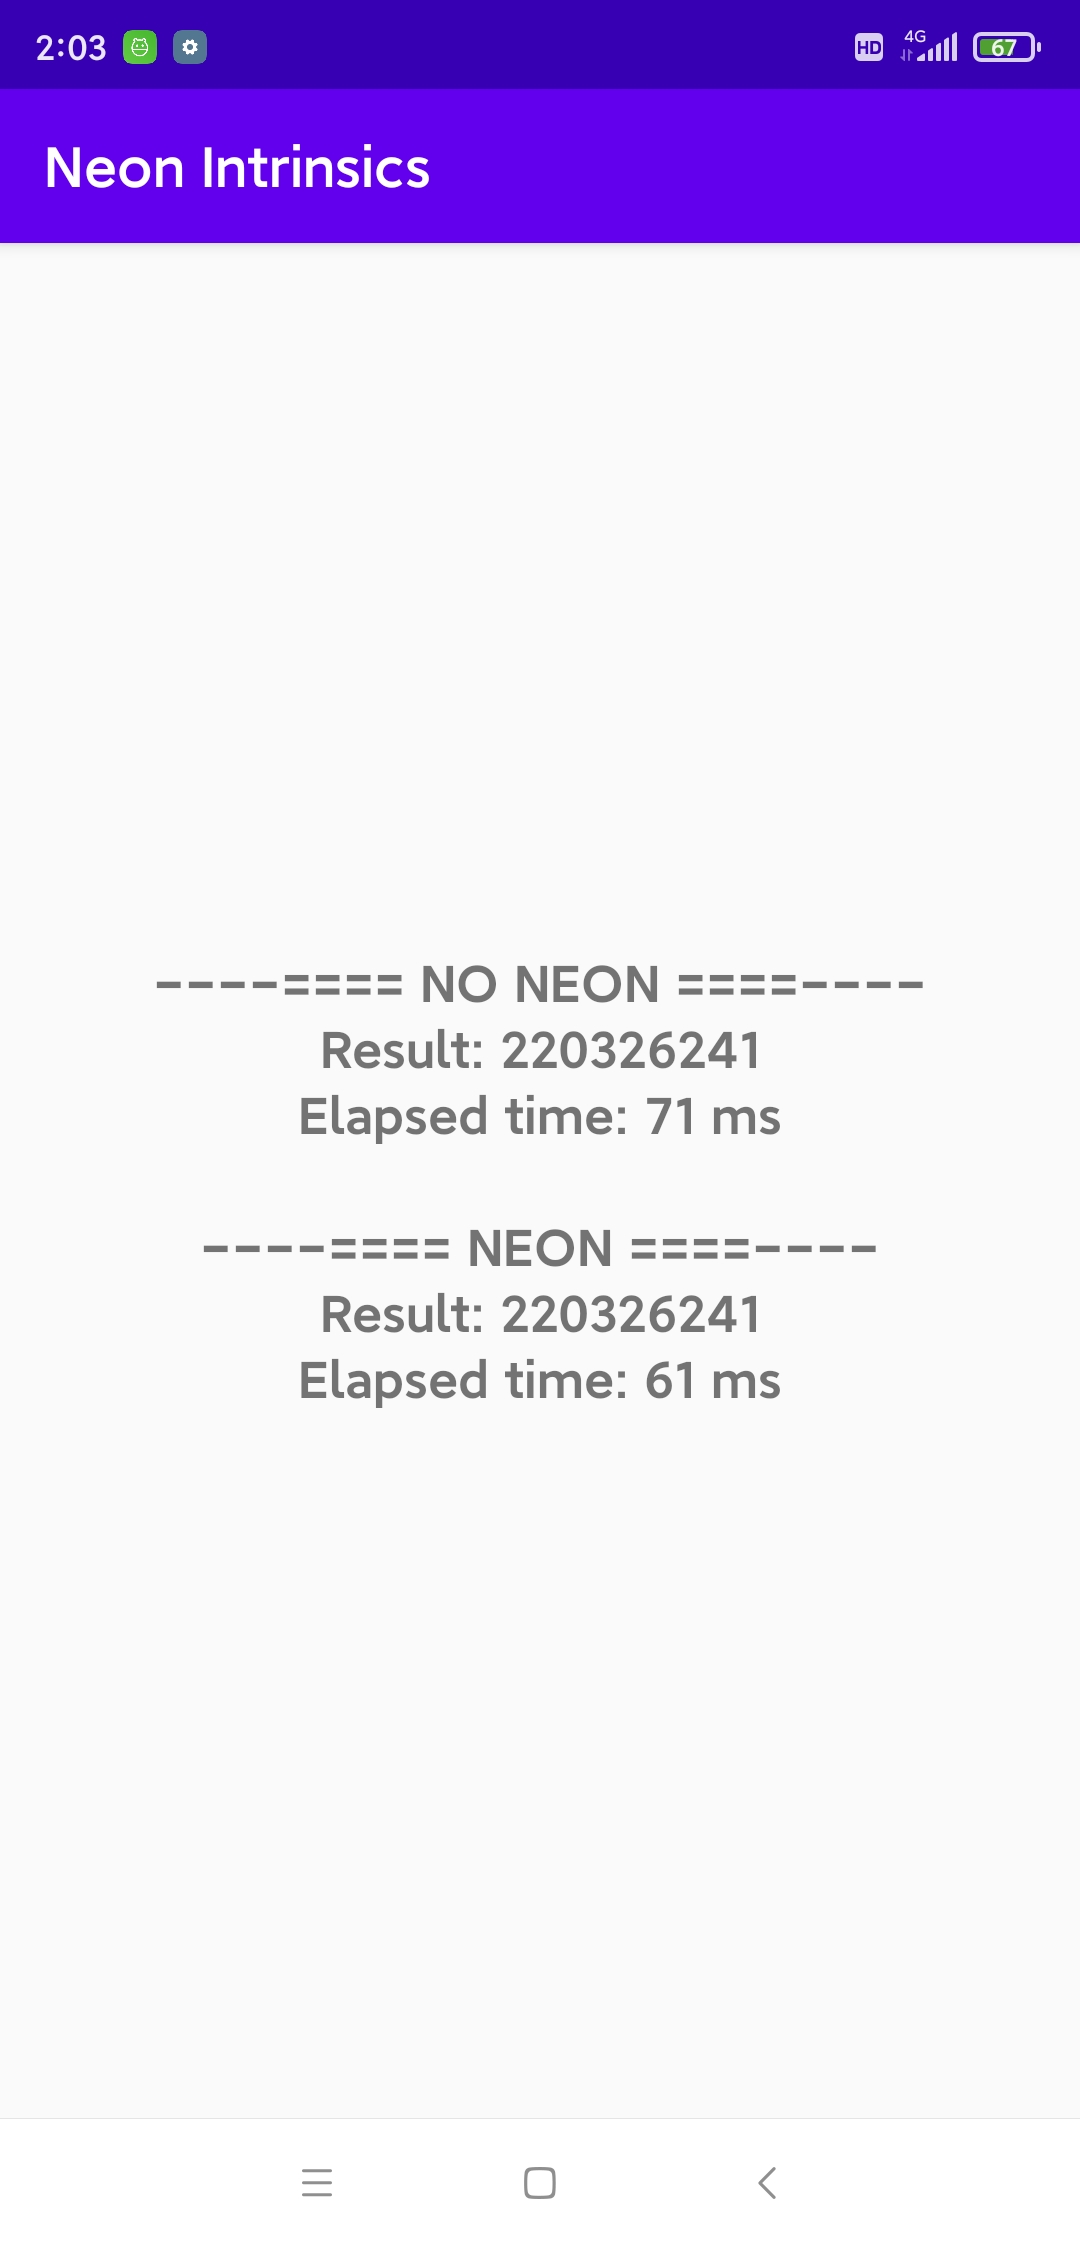 2:03
HD 4G 67
Neon Intrinsics
----==== NO NEON ====----
Result: 220326241
Elapsed time: 71 ms
----==== NEON ====----
Result: 220326241
Elapsed time: 61 ms